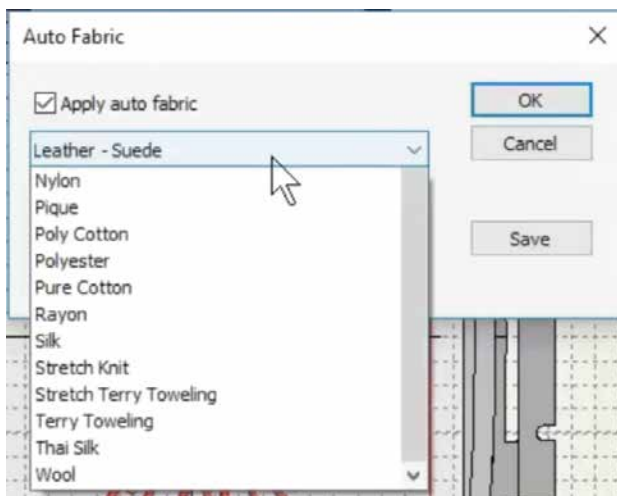 Auto Fabric
Apply auto fabric
OK
Leather - Suede
Cancel
Nylon
Pique
Poly Cotton
Save
Polyester
Pure Cotton
Rayon
Silk
Stretch Knit
Stretch Terry Toweling
Terry Toweling
Thai Silk
Wool